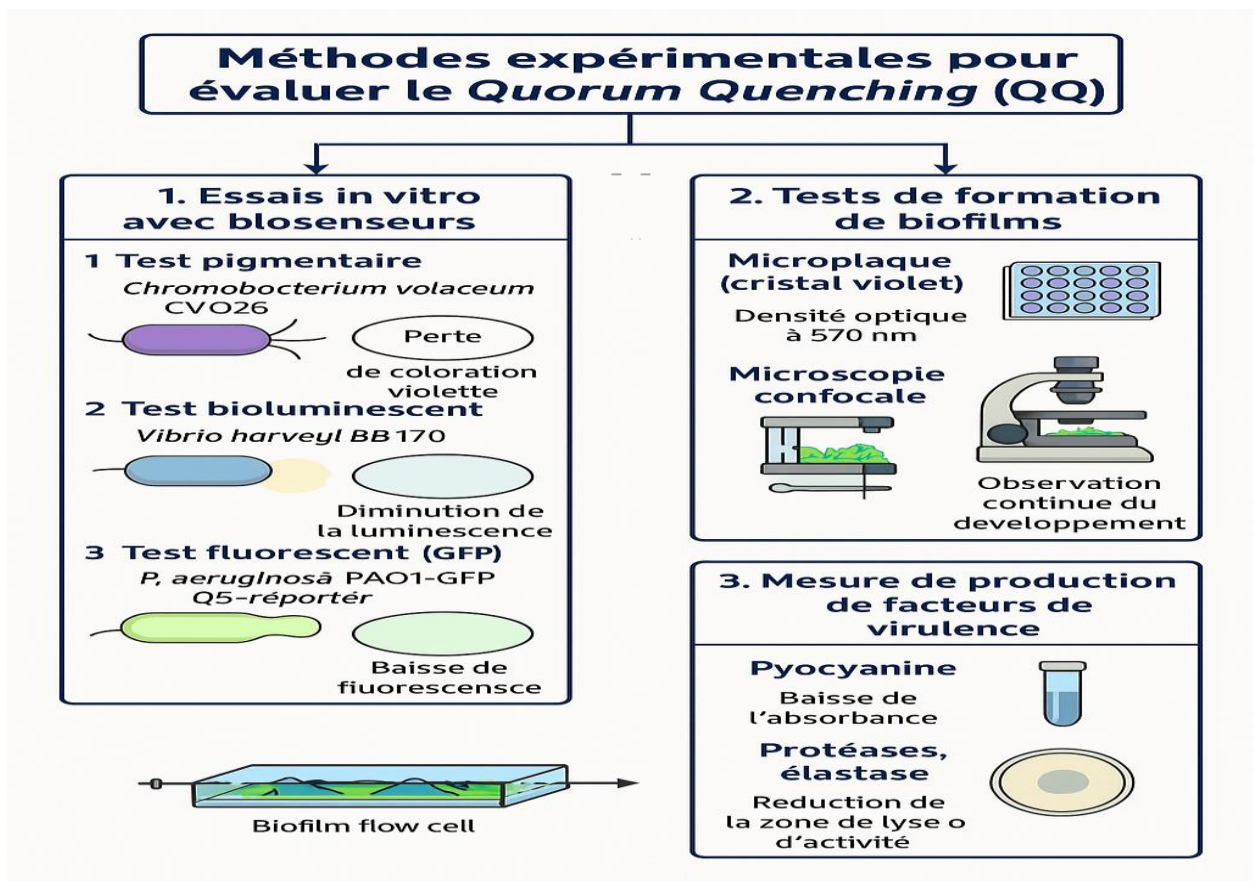 Méthodes expérimentales pour
évaluer le Quorum Quenching (QQ)
1. Essais in vitro
avec blosenseurs
1 Test pigmentaire
Chromobocterium volaceum
CVO26
Perte
de coloration
violette
2 Test bioluminescent
Vibrio harveyl BB170
Diminution de
la luminescence
3 Test fluorescent (GFP)
P, aeruglnosā PAO1-GFP
Q5-réportér
Baisse de
fiuorescensce
Biofilm flow cell
2. Tests de formation
de biofilms
Microplaque
(cristal violet)
Densité optique
à 570 nm
Microscopie
confocale
Observation
continue du
developpement
3. Mesure de production
de facteurs de
virulence
Pyocyanine
Baisse de
l'absorbance
Protéases,
élastase
Reduction de
la zone de lyse o
d'activité